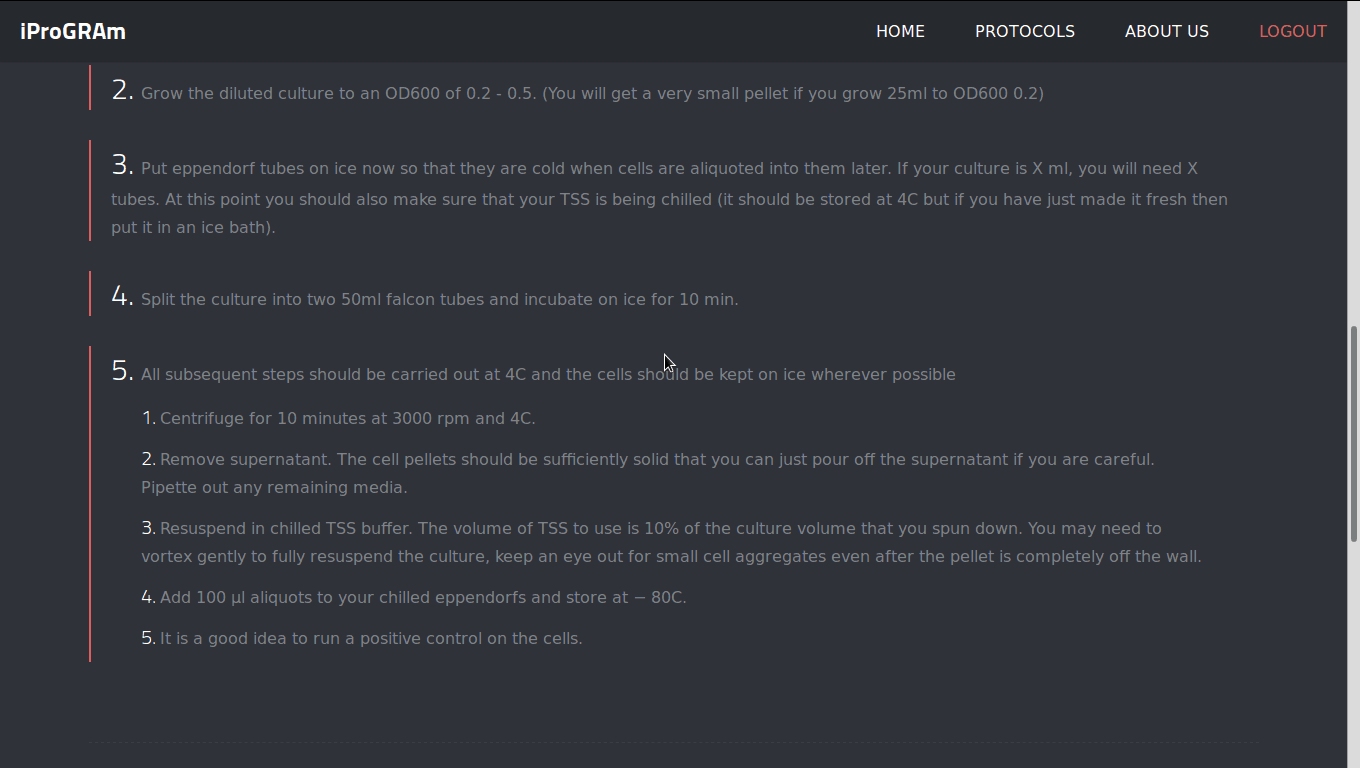 iProGRAm HOME PROTOCOLS ABOUT US LOGOUT
2. Grow the diluted culture to an OD600 of 0.2 - 0.5. (You will get a very small pellet if you grow 25ml to OD600 0.2)
3. Put eppendorf tubes on ice now so that they are cold when cells are aliquoted into them later. If your culture is X ml, you will need X
tubes. At this point you should also make sure that your TSS is being chilled (it should be stored at 4C but if you have just made it fresh then
put it in an ice bath).
4. Split the culture into two 50ml falcon tubes and incubate on ice for 10 min.
5. All subsequent steps should be carried out at 4C and the cells should be kept on ice wherever possible
1. Centrifuge for 10 minutes at 3000 rpm and 4C.
2. Remove supernatant. The cell pellets should be sufficiently solid that you can just pour off the supernatant if you are careful.
Pipette out any remaining media.
3. Resuspend in chilled TSS buffer. The volume of TSS to use is 10% of the culture volume that you spun down. You may need to
vortex gently to fully resuspend the culture, keep an eye out for small cell aggregates even after the pellet is completely off the wall.
4. Add 100 µl aliquots to your chilled eppendorfs and store at − 80C.
5. It is a good idea to run a positive control on the cells.